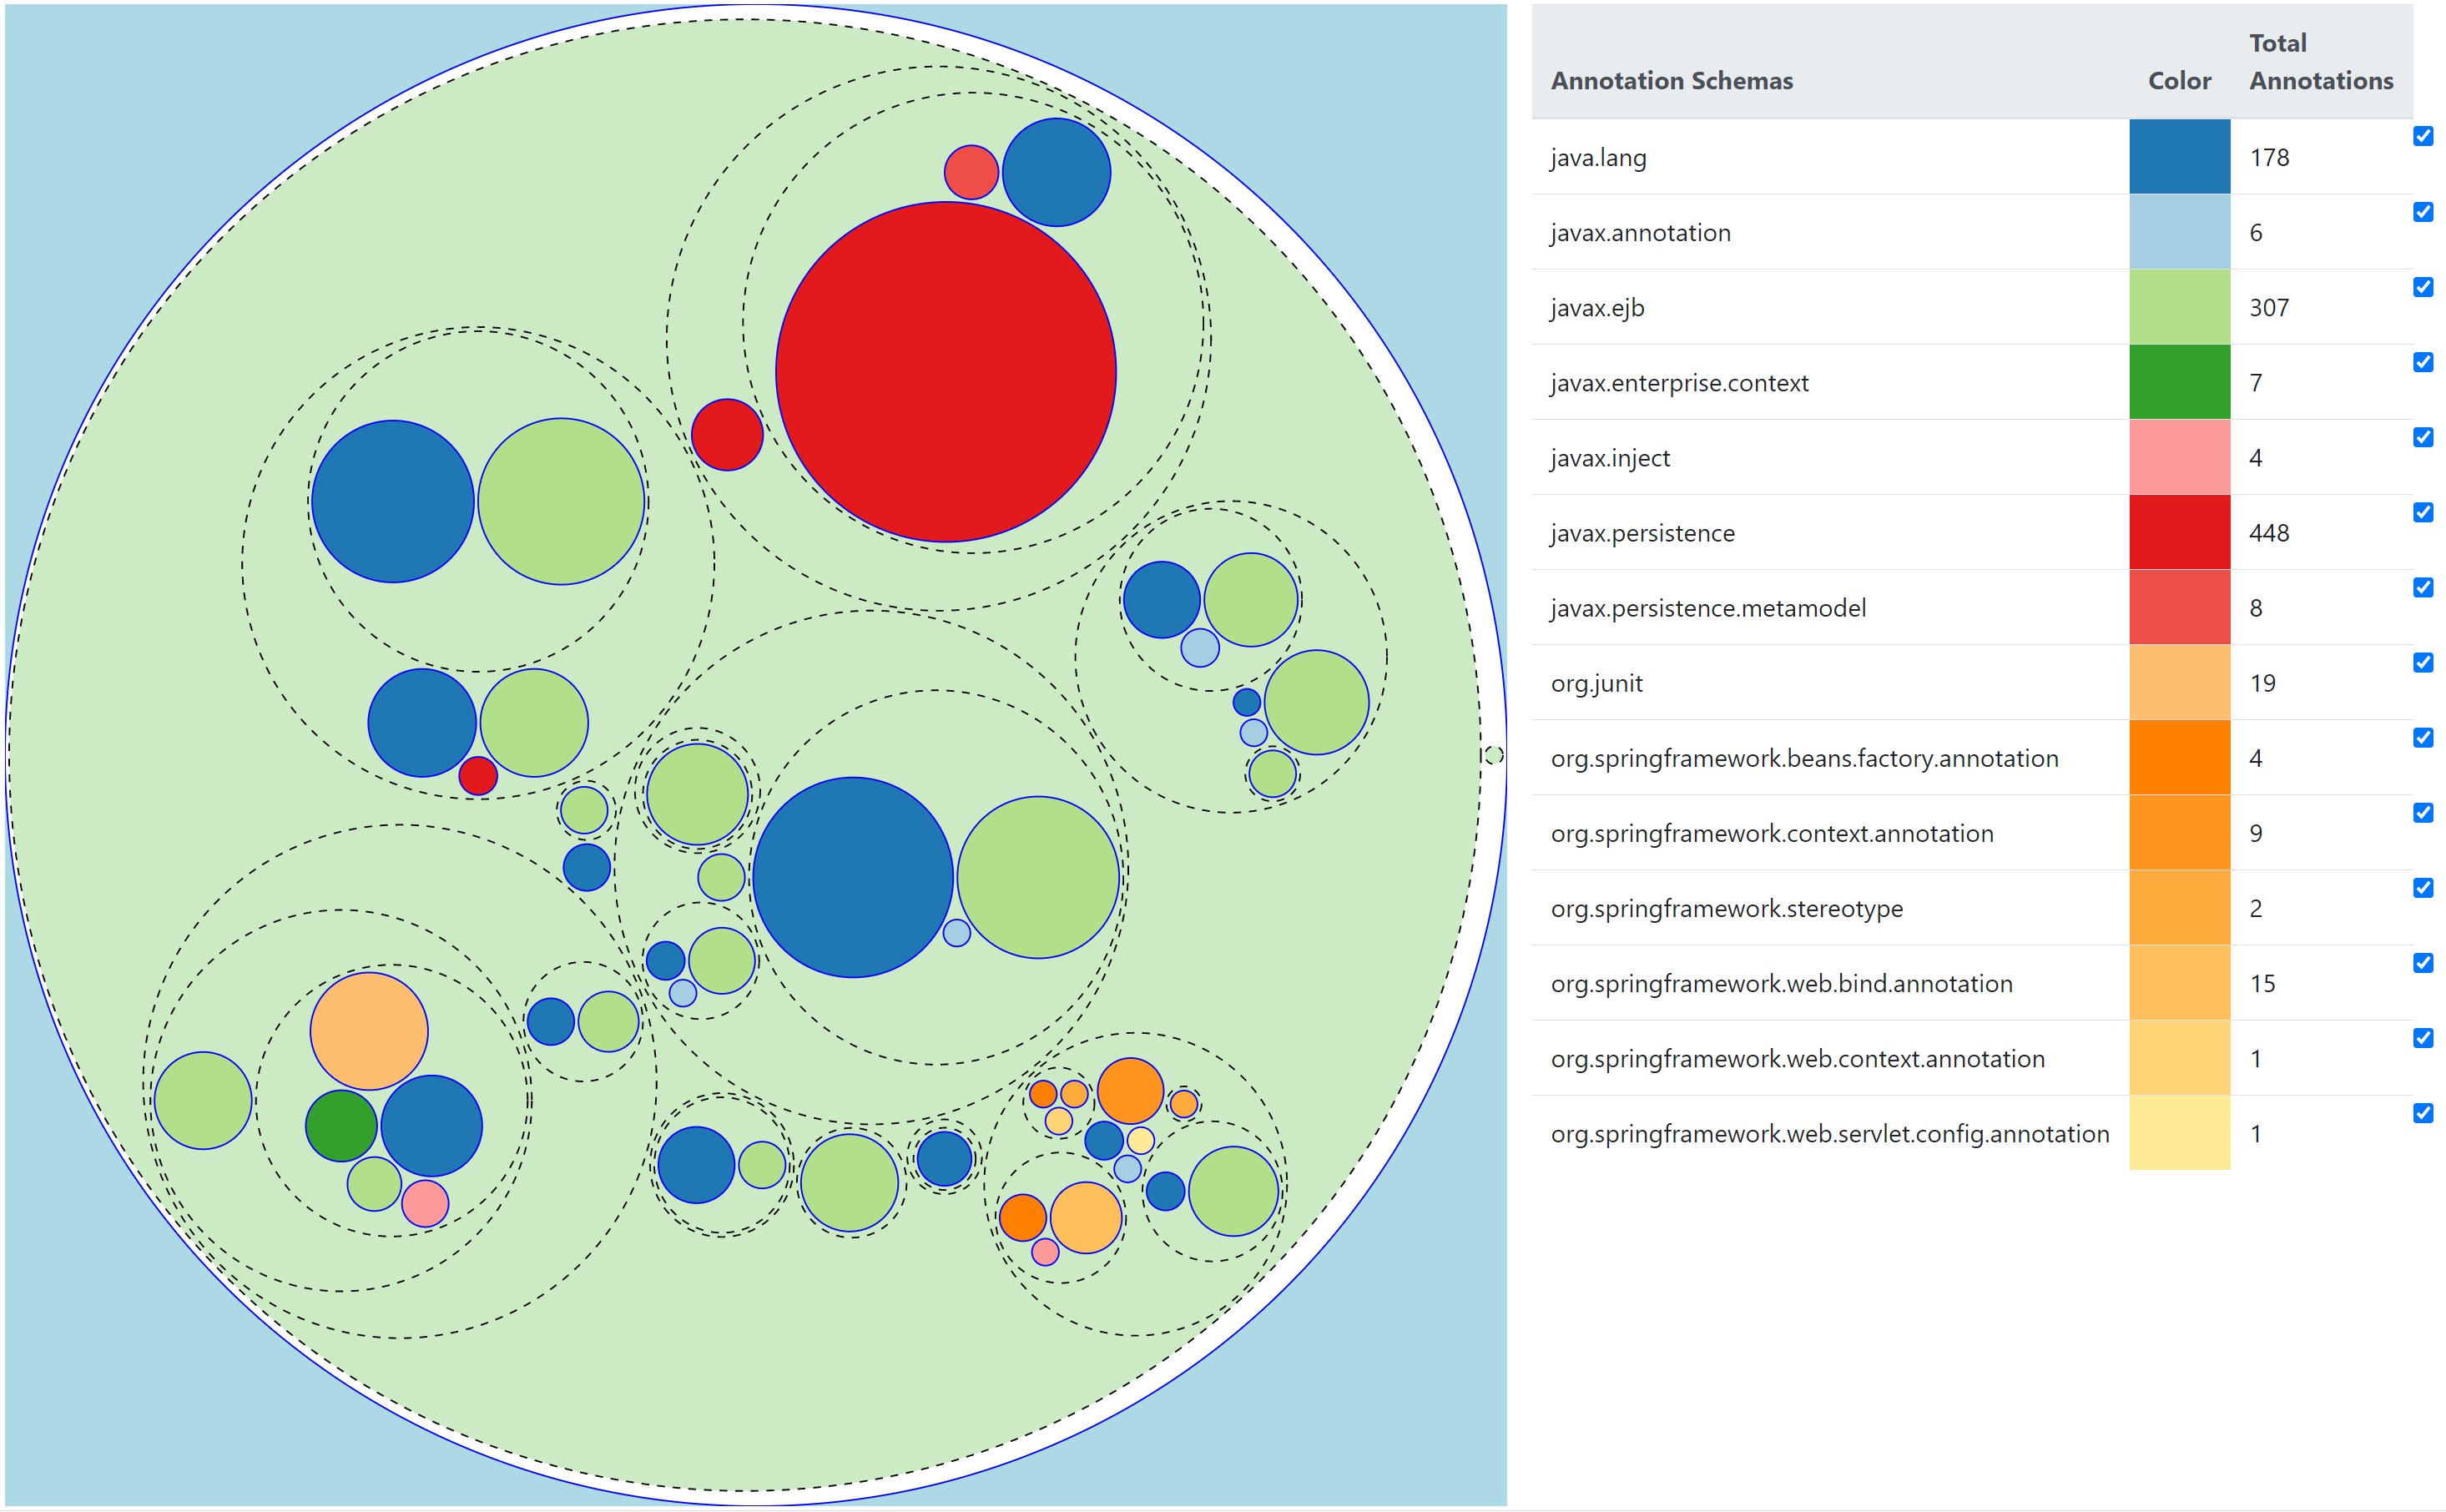 Annotation Schemas Color Total Annotations
java.lang 178
javax.annotation 6
javax.ejb 307
javax.enterprise.context 7
javax.inject 4
javax.persistence 448
javax.persistence.metamodel 8
org.junit 19
org.springframework.beans.factory.annotation 4
org.springframework.context.annotation 9
org.springframework.stereotype 2
org.springframework.web.bind.annotation 15
org.springframework.web.context.annotation 1
org.springframework.web.servlet.config.annotation 1